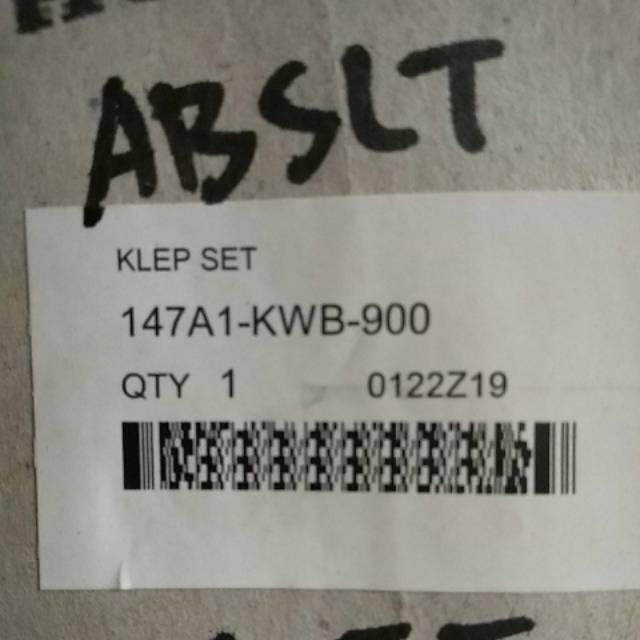 ABSLT
KLEP SET
147A1-KWB-900
QTY 1 0122Z19